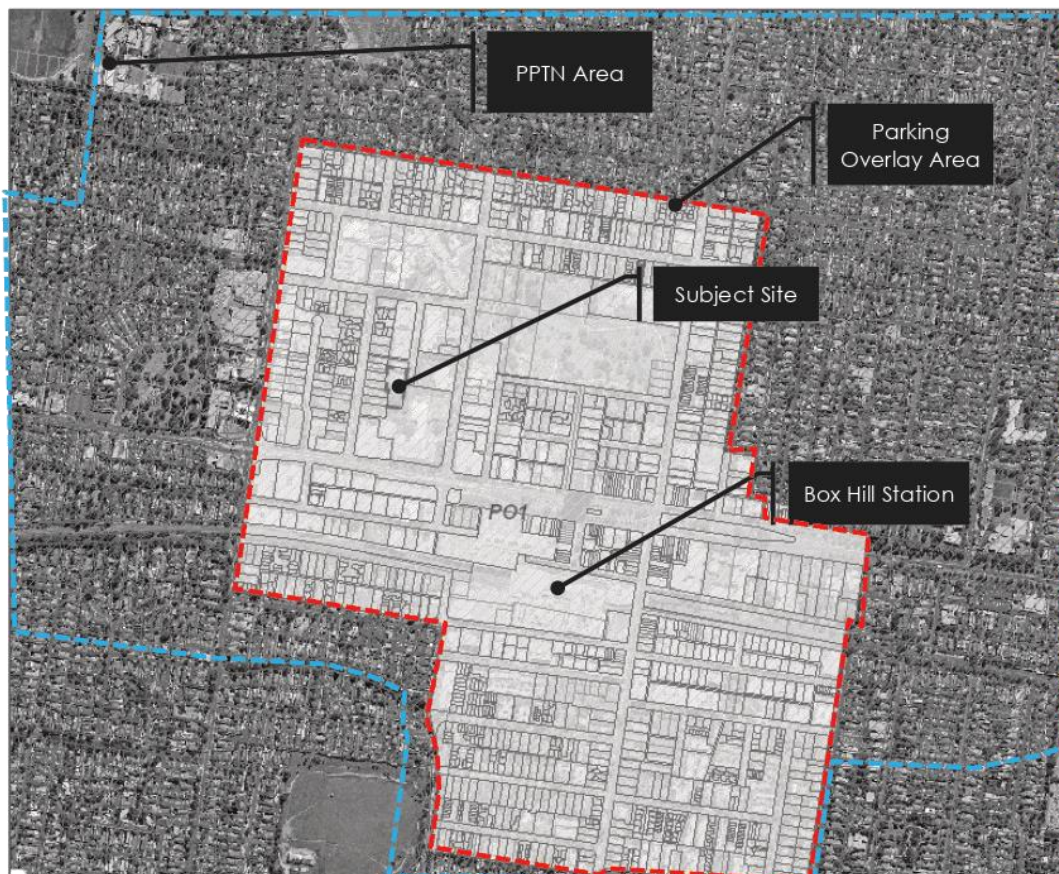 PPTN Area
Parking
Overlay Area
Subject Site
Box Hill Station
PO1